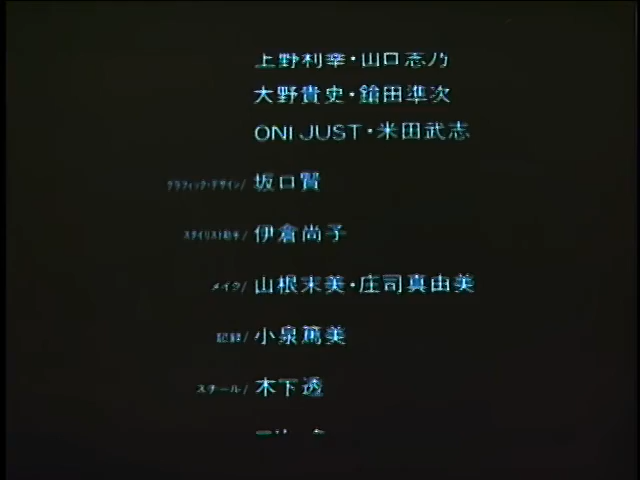 上野利幸・山口志乃
大野貴史・鎗田準次
ONI JUST・米田武志
グラフィック・デザイン/ 坂口賢
スタイリスト助手/ 伊倉尚子
メイク/ 山根末美・庄司真由美
記録/ 小泉篤美
スチール/ 木下透